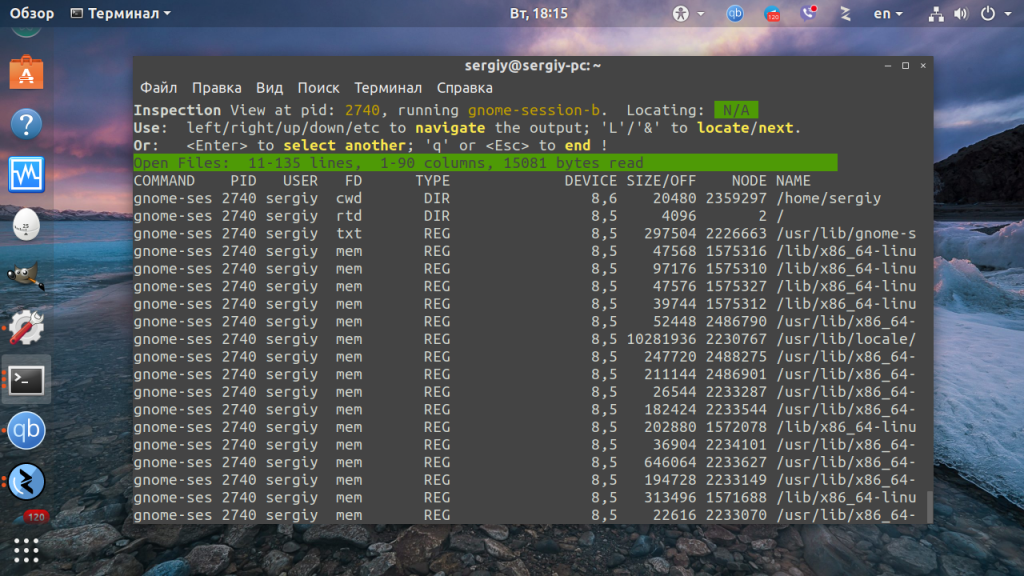 Обзор Терминал Вт, 18:15 qb 120 en
sergiy@sergiy-pc: ~
Файл Правка Вид Поиск Терминал Справка
Inspection View at pid: 2740, running gnome-session-b. Locating: N/A
Use: left/right/up/down/etc to navigate the output; 'L'/'&' to locate/next.
Or: <Enter> to select another; 'q' or <Esc> to end !
Open Files: 11-135 lines, 1-90 columns, 15081 bytes read
COMMAND PID USER FD TYPE DEVICE SIZE/OFF NODE NAME
gnome-ses 2740 sergiy cwd DIR 8,6 20480 2359297 /home/sergiy
gnome-ses 2740 sergiy rtd DIR 8,5 4096 2 /
gnome-ses 2740 sergiy txt REG 8,5 297504 2226663 /usr/lib/gnome-s
gnome-ses 2740 sergiy mem REG 8,5 47568 1575316 /lib/x86_64-linu
gnome-ses 2740 sergiy mem REG 8,5 97176 1575310 /lib/x86_64-linu
gnome-ses 2740 sergiy mem REG 8,5 47576 1575327 /lib/x86_64-linu
gnome-ses 2740 sergiy mem REG 8,5 39744 1575312 /lib/x86_64-linu
gnome-ses 2740 sergiy mem REG 8,5 52448 2486790 /usr/lib/x86_64-
gnome-ses 2740 sergiy mem REG 8,5 10281936 2230767 /usr/lib/locale/
gnome-ses 2740 sergiy mem REG 8,5 247720 2488275 /usr/lib/x86_64-
gnome-ses 2740 sergiy mem REG 8,5 211144 2486901 /usr/lib/x86_64-
gnome-ses 2740 sergiy mem REG 8,5 26544 2233287 /usr/lib/x86_64-
gnome-ses 2740 sergiy mem REG 8,5 182424 2233544 /usr/lib/x86_64-
gnome-ses 2740 sergiy mem REG 8,5 202880 1572078 /lib/x86_64-linu
gnome-ses 2740 sergiy mem REG 8,5 36904 2234101 /usr/lib/x86_64-
gnome-ses 2740 sergiy mem REG 8,5 646064 2233627 /usr/lib/x86_64-
gnome-ses 2740 sergiy mem REG 8,5 194728 2233149 /usr/lib/x86_64-
gnome-ses 2740 sergiy mem REG 8,5 313496 1571688 /lib/x86_64-linu
gnome-ses 2740 sergiy mem REG 8,5 22616 2233070 /usr/lib/x86_64-
qb
120